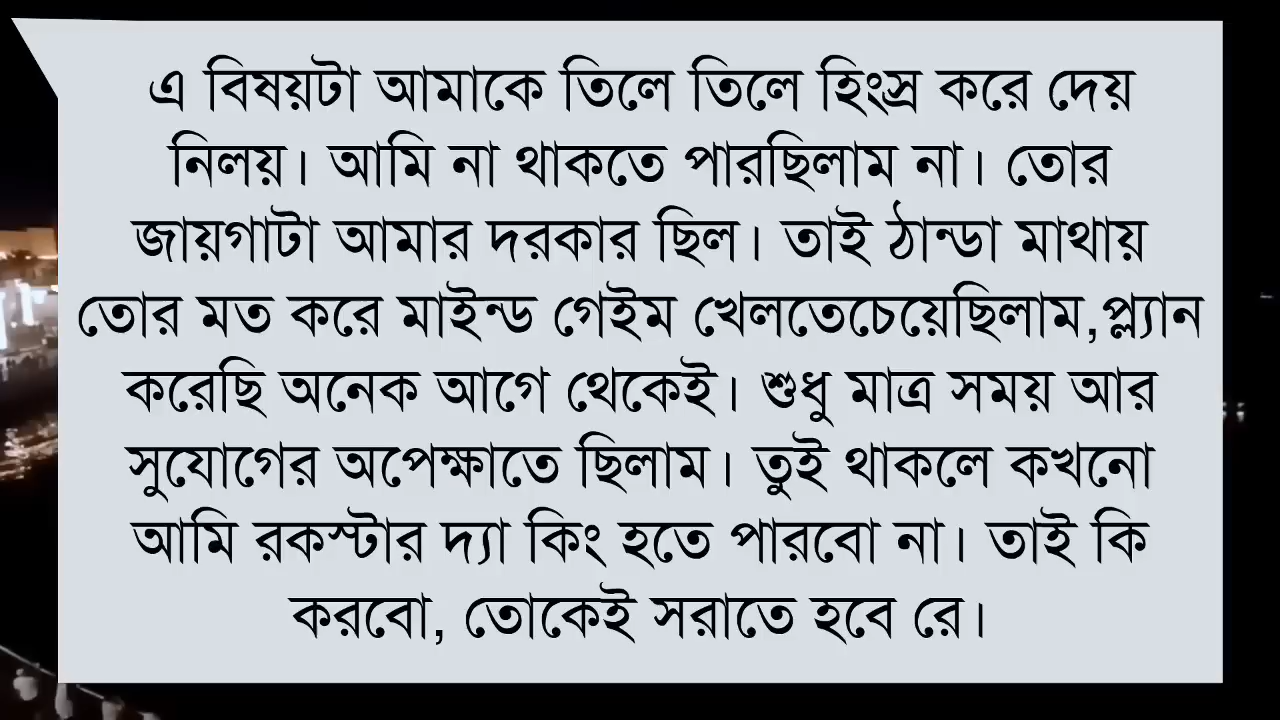 এ বিষয়টা আমাকে তিলে তিলে হিংস্র করে দেয়
নিলয়। আমি না থাকতে পারছিলাম না। তোর
জায়গাটা আমার দরকার ছিল। তাই ঠান্ডা মাথায়
তোর মত করে মাইন্ড গেইম খেলতেচেয়েছিলাম,প্ল্যান
করেছি অনেক আগে থেকেই। শুধু মাত্র সময় আর
সুযোগের অপেক্ষাতে ছিলাম। তুই থাকলে কখনো
আমি রকস্টার দ্যা কিং হতে পারবো না। তাই কি
করবো, তোকেই সরাতে হবে রে।